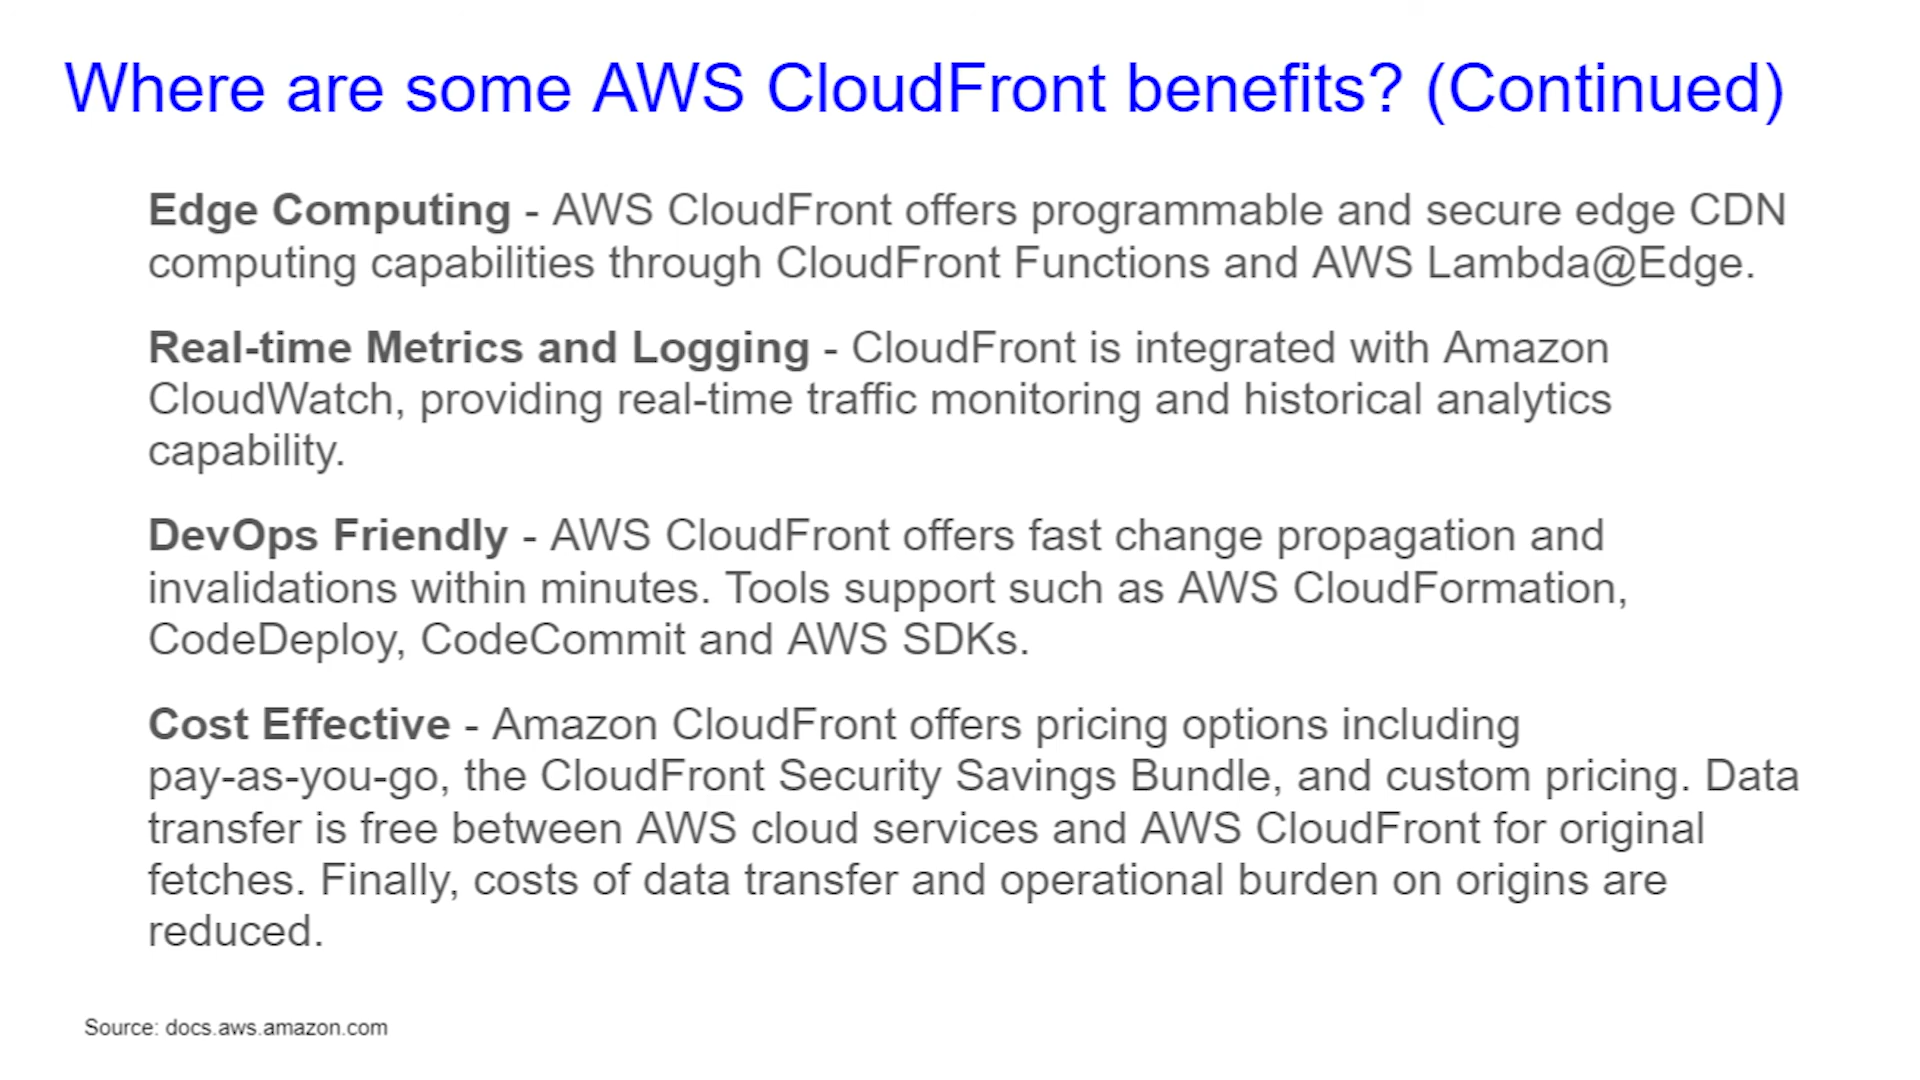 Where are some AWS CloudFront benefits? (Continued)
Edge Computing - AWS CloudFront offers programmable and secure edge CDN
computing capabilities through CloudFront Functions and AWS Lambda@Edge.
Real-time Metrics and Logging - CloudFront is integrated with Amazon
CloudWatch, providing real-time traffic monitoring and historical analytics
capability.
DevOps Friendly - AWS CloudFront offers fast change propagation and
invalidations within minutes. Tools support such as AWS CloudFormation,
CodeDeploy, CodeCommit and AWS SDKs.
Cost Effective - Amazon CloudFront offers pricing options including
pay-as-you-go, the CloudFront Security Savings Bundle, and custom pricing. Data
transfer is free between AWS cloud services and AWS CloudFront for original
fetches. Finally, costs of data transfer and operational burden on origins are
reduced.
Source: docs.aws.amazon.com